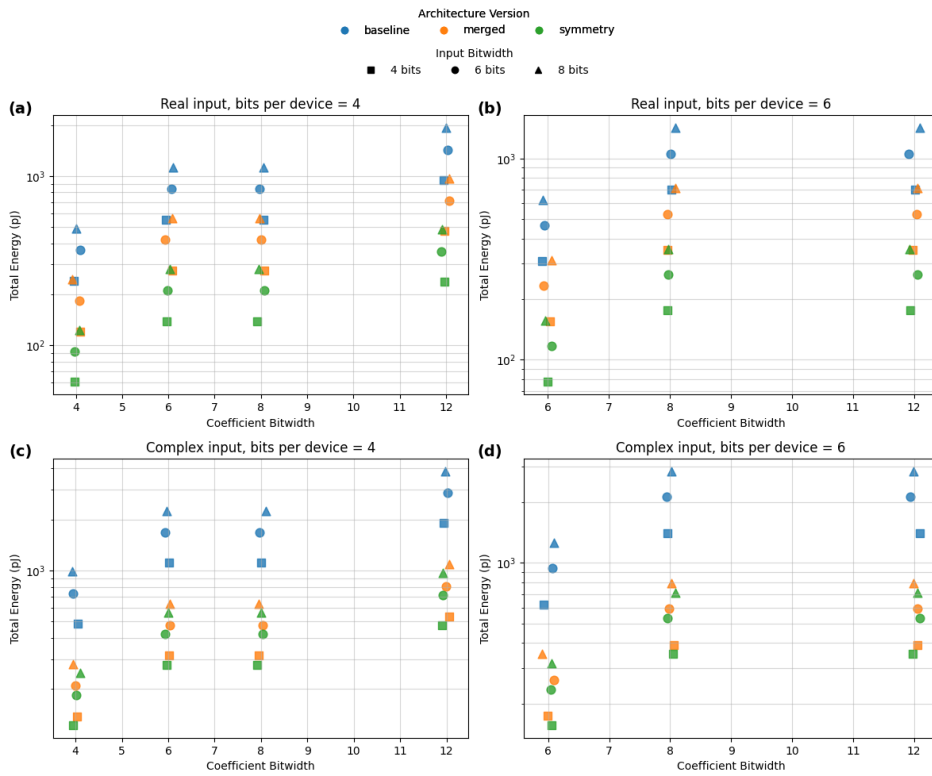 Architecture Version
baseline merged symmetry
Input Bitwidth
4 bits 6 bits 8 bits
(a) Real input, bits per device = 4
Total Energy (pJ)
10³
10²
4 5 6 7 8 9 10 11 12
Coefficient Bitwidth
(b) Real input, bits per device = 6
Total Energy (pJ)
10³
10²
6 7 8 9 10 11 12
Coefficient Bitwidth
(c) Complex input, bits per device = 4
Total Energy (pJ)
10³
4 5 6 7 8 9 10 11 12
Coefficient Bitwidth
(d) Complex input, bits per device = 6
Total Energy (pJ)
10³
6 7 8 9 10 11 12
Coefficient Bitwidth